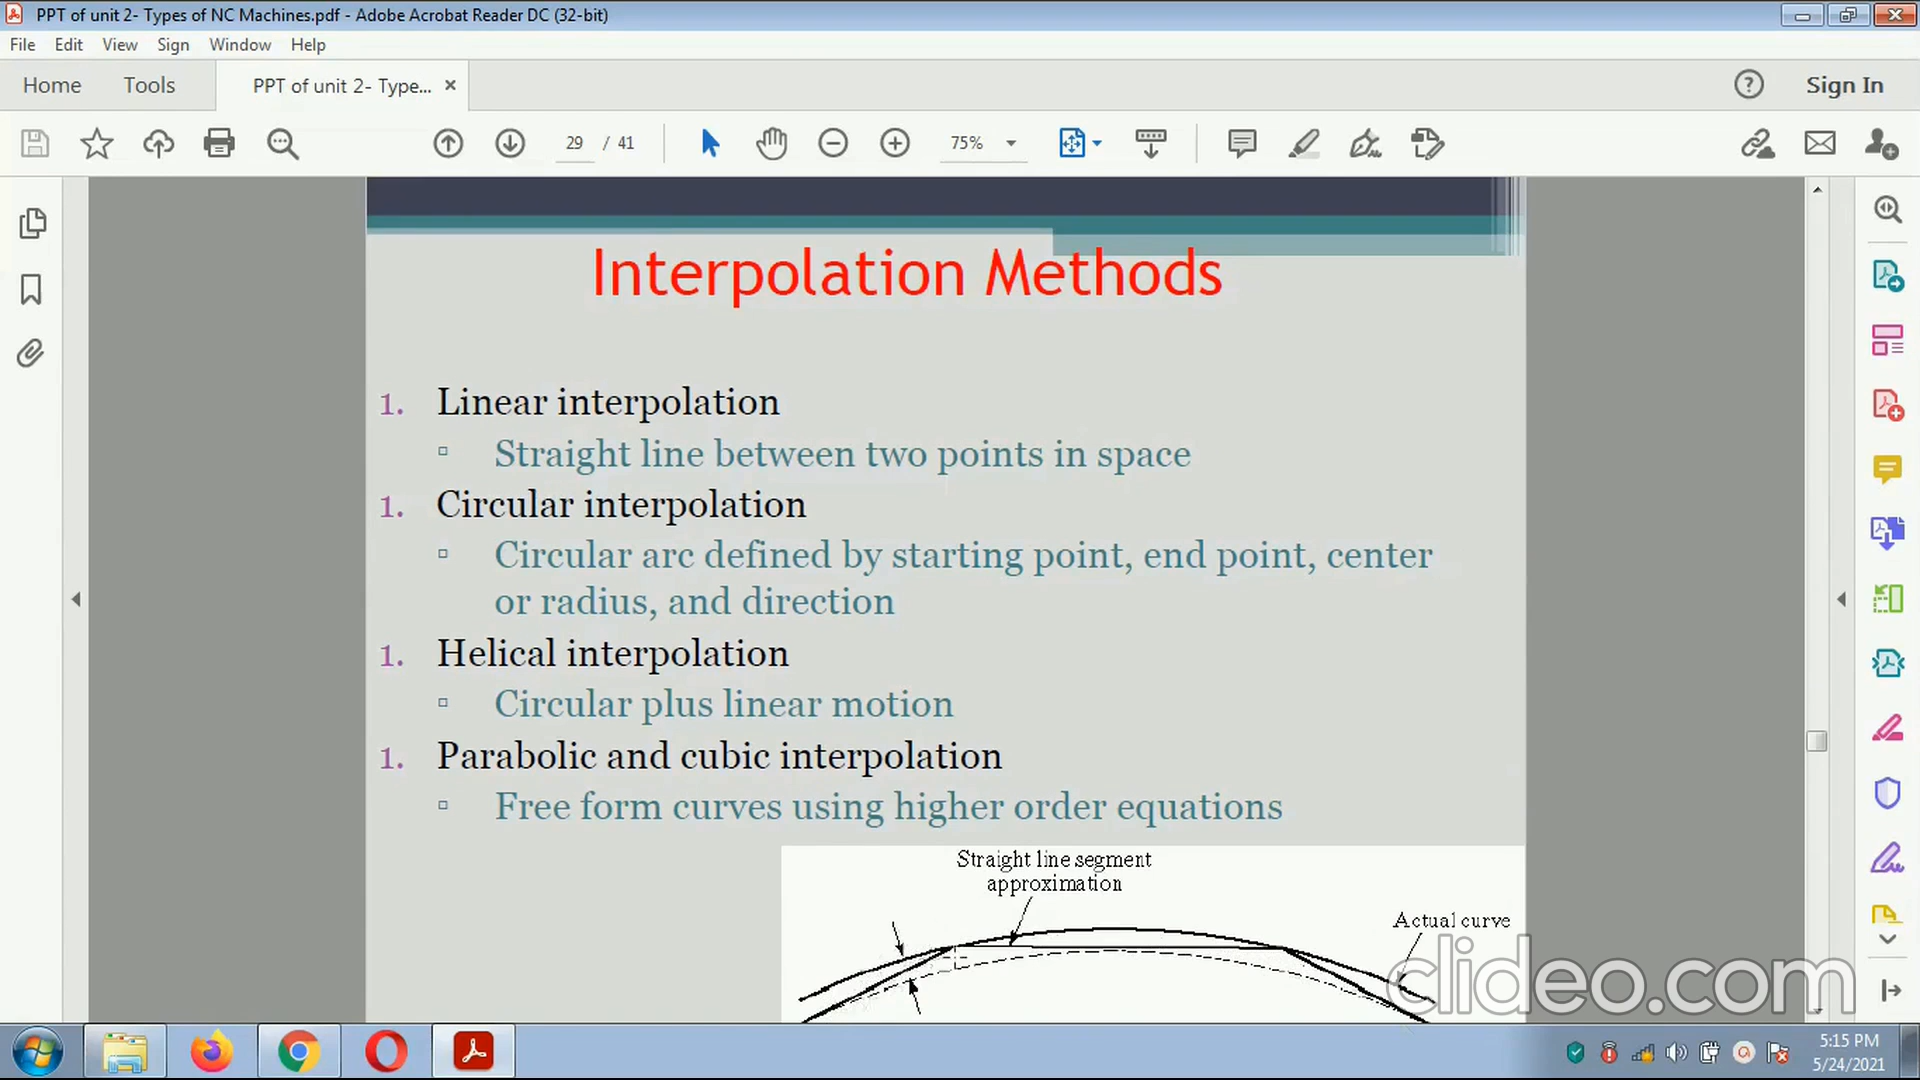 PPT of unit 2- Types of NC Machines.pdf - Adobe Acrobat Reader DC (32-bit)
File Edit View Sign Window Help
Home Tools PPT of unit 2- Type... × Sign In
29 / 41 75%
Interpolation Methods
1. Linear interpolation
▫ Straight line between two points in space
1. Circular interpolation
▫ Circular arc defined by starting point, end point, center
or radius, and direction
1. Helical interpolation
▫ Circular plus linear motion
1. Parabolic and cubic interpolation
▫ Free form curves using higher order equations
Straight line segment
approximation
Actual curve
clideo.com
5:15 PM
5/24/2021